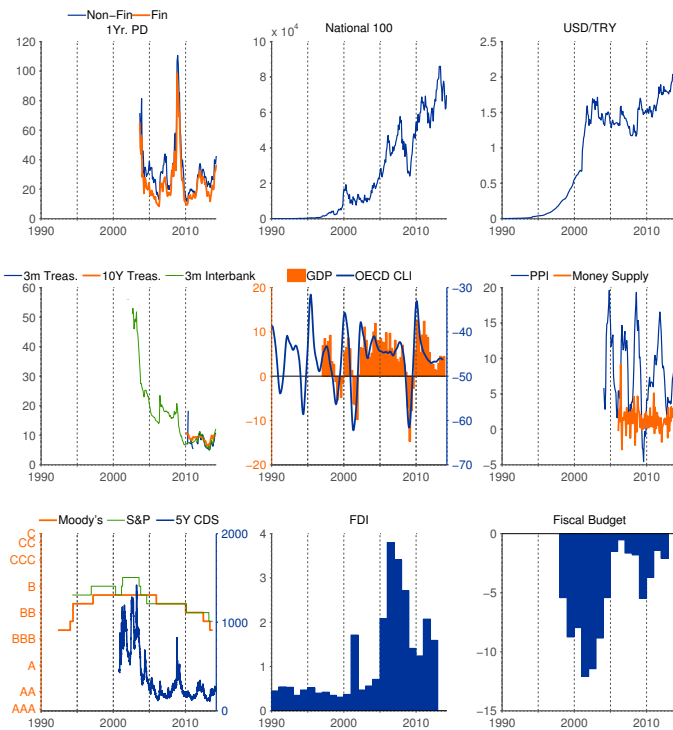 Non−Fin Fin
1Yr. PD
National 100
USD/TRY
x 10⁴
120
100
80
60
40
20
0
1990 2000 2010
10
8
6
4
2
0
1990 2000 2010
2.5
2
1.5
1
0.5
0
1990 2000 2010
3m Treas. 10Y Treas. 3m Interbank
60
50
40
30
20
10
0
1990 2000 2010
GDP OECD CLI
20
10
0
−10
−20
−30
−40
−50
−60
−70
1990 2000 2010
PPI Money Supply
20
15
10
5
0
−5
1990 2000 2010
Moody's S&P 5Y CDS
C
CC
CCC
B
BB
BBB
A
AA
AAA
2000
1000
0
1990 2000 2010
FDI
4
3
2
1
0
1990 2000 2010
Fiscal Budget
0
−5
−10
−15
1990 2000 2010